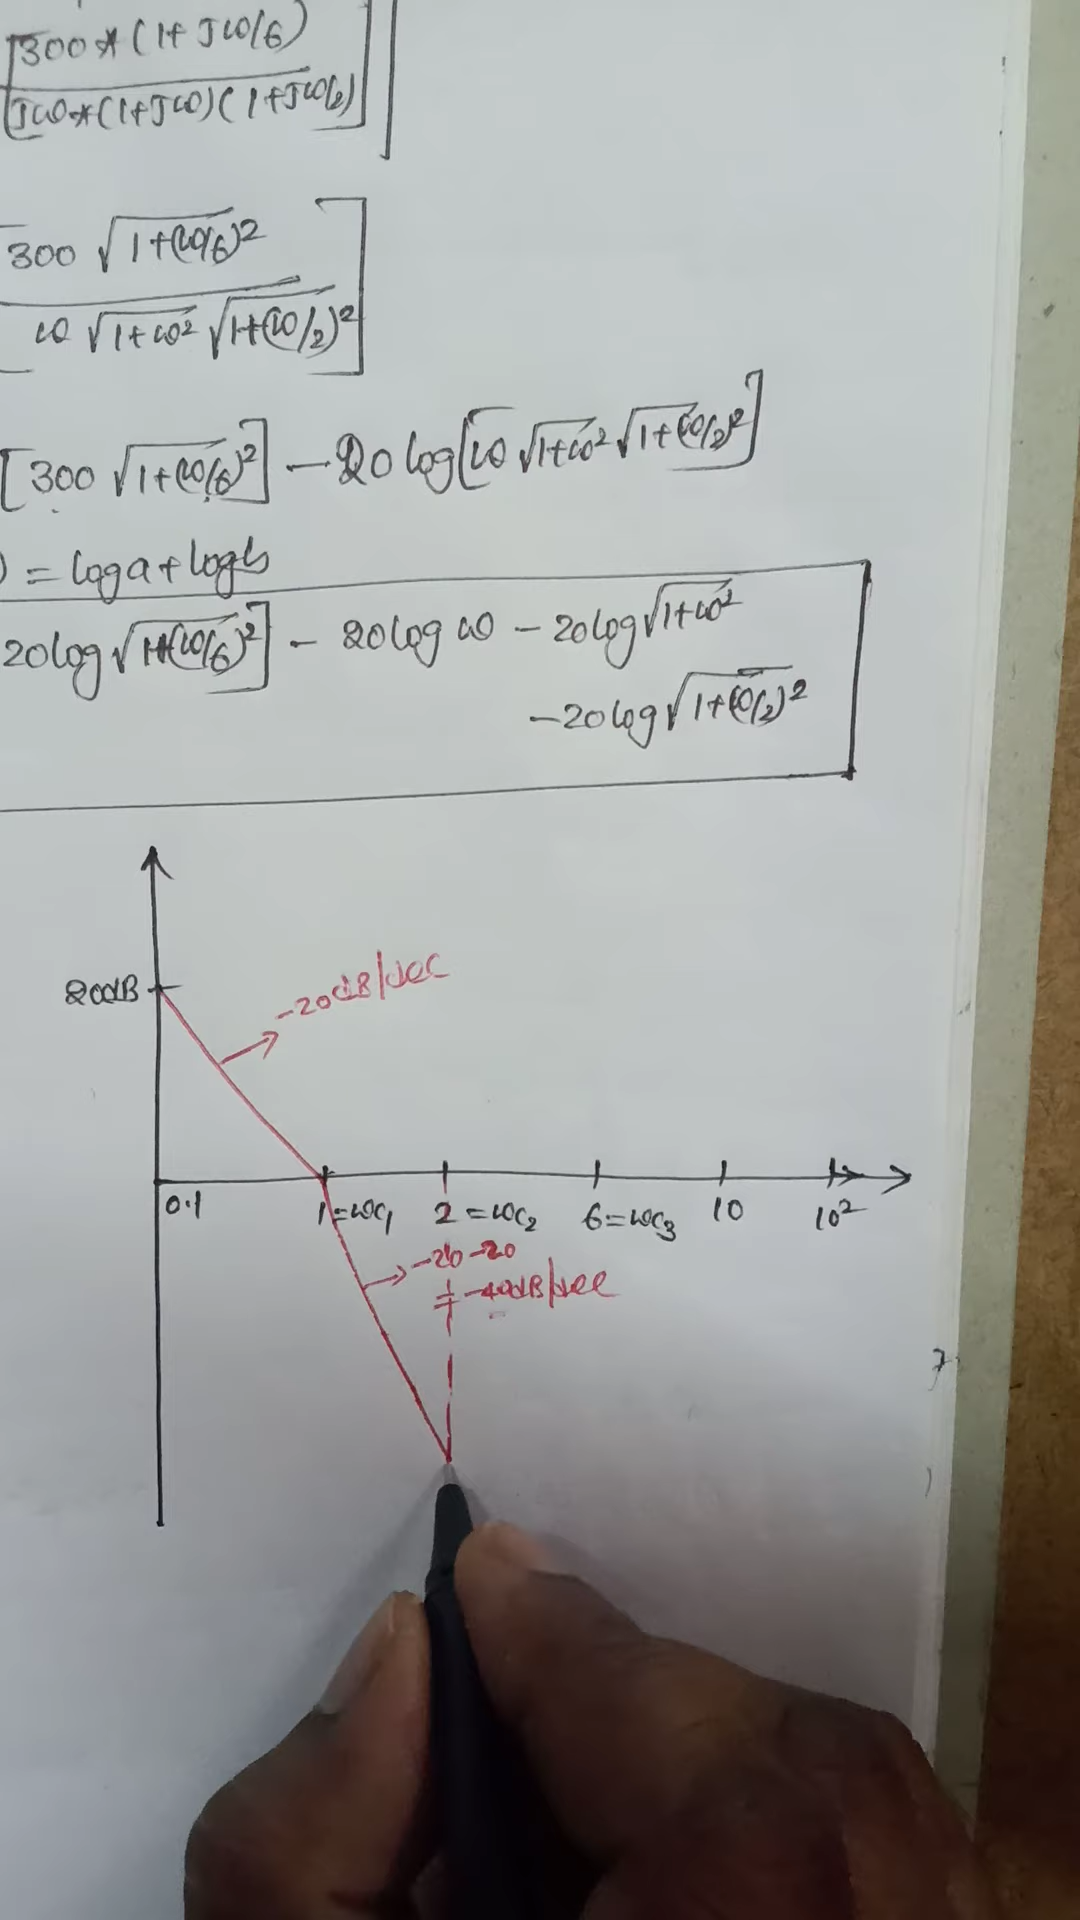 300*(1+Jω/6)
Jω*(1+Jω)(1+Jω/2)
300 √1+(ω/6)²
ω √1+ω² √1+(ω/2)²
[300 √1+(ω/6)²] - 20 log[ω √1+ω² √1+(ω/2)²]
) = log a + log b
20 log √1+(ω/6)²] - 20 log ω - 20 log √1+ω²
-20 log √1+(ω/2)²
20dB
-20dB/dec
0.1
1=ωc₁
2=ωc₂
6=ωc₃
10
10²
-20-20
= -40dB/dec